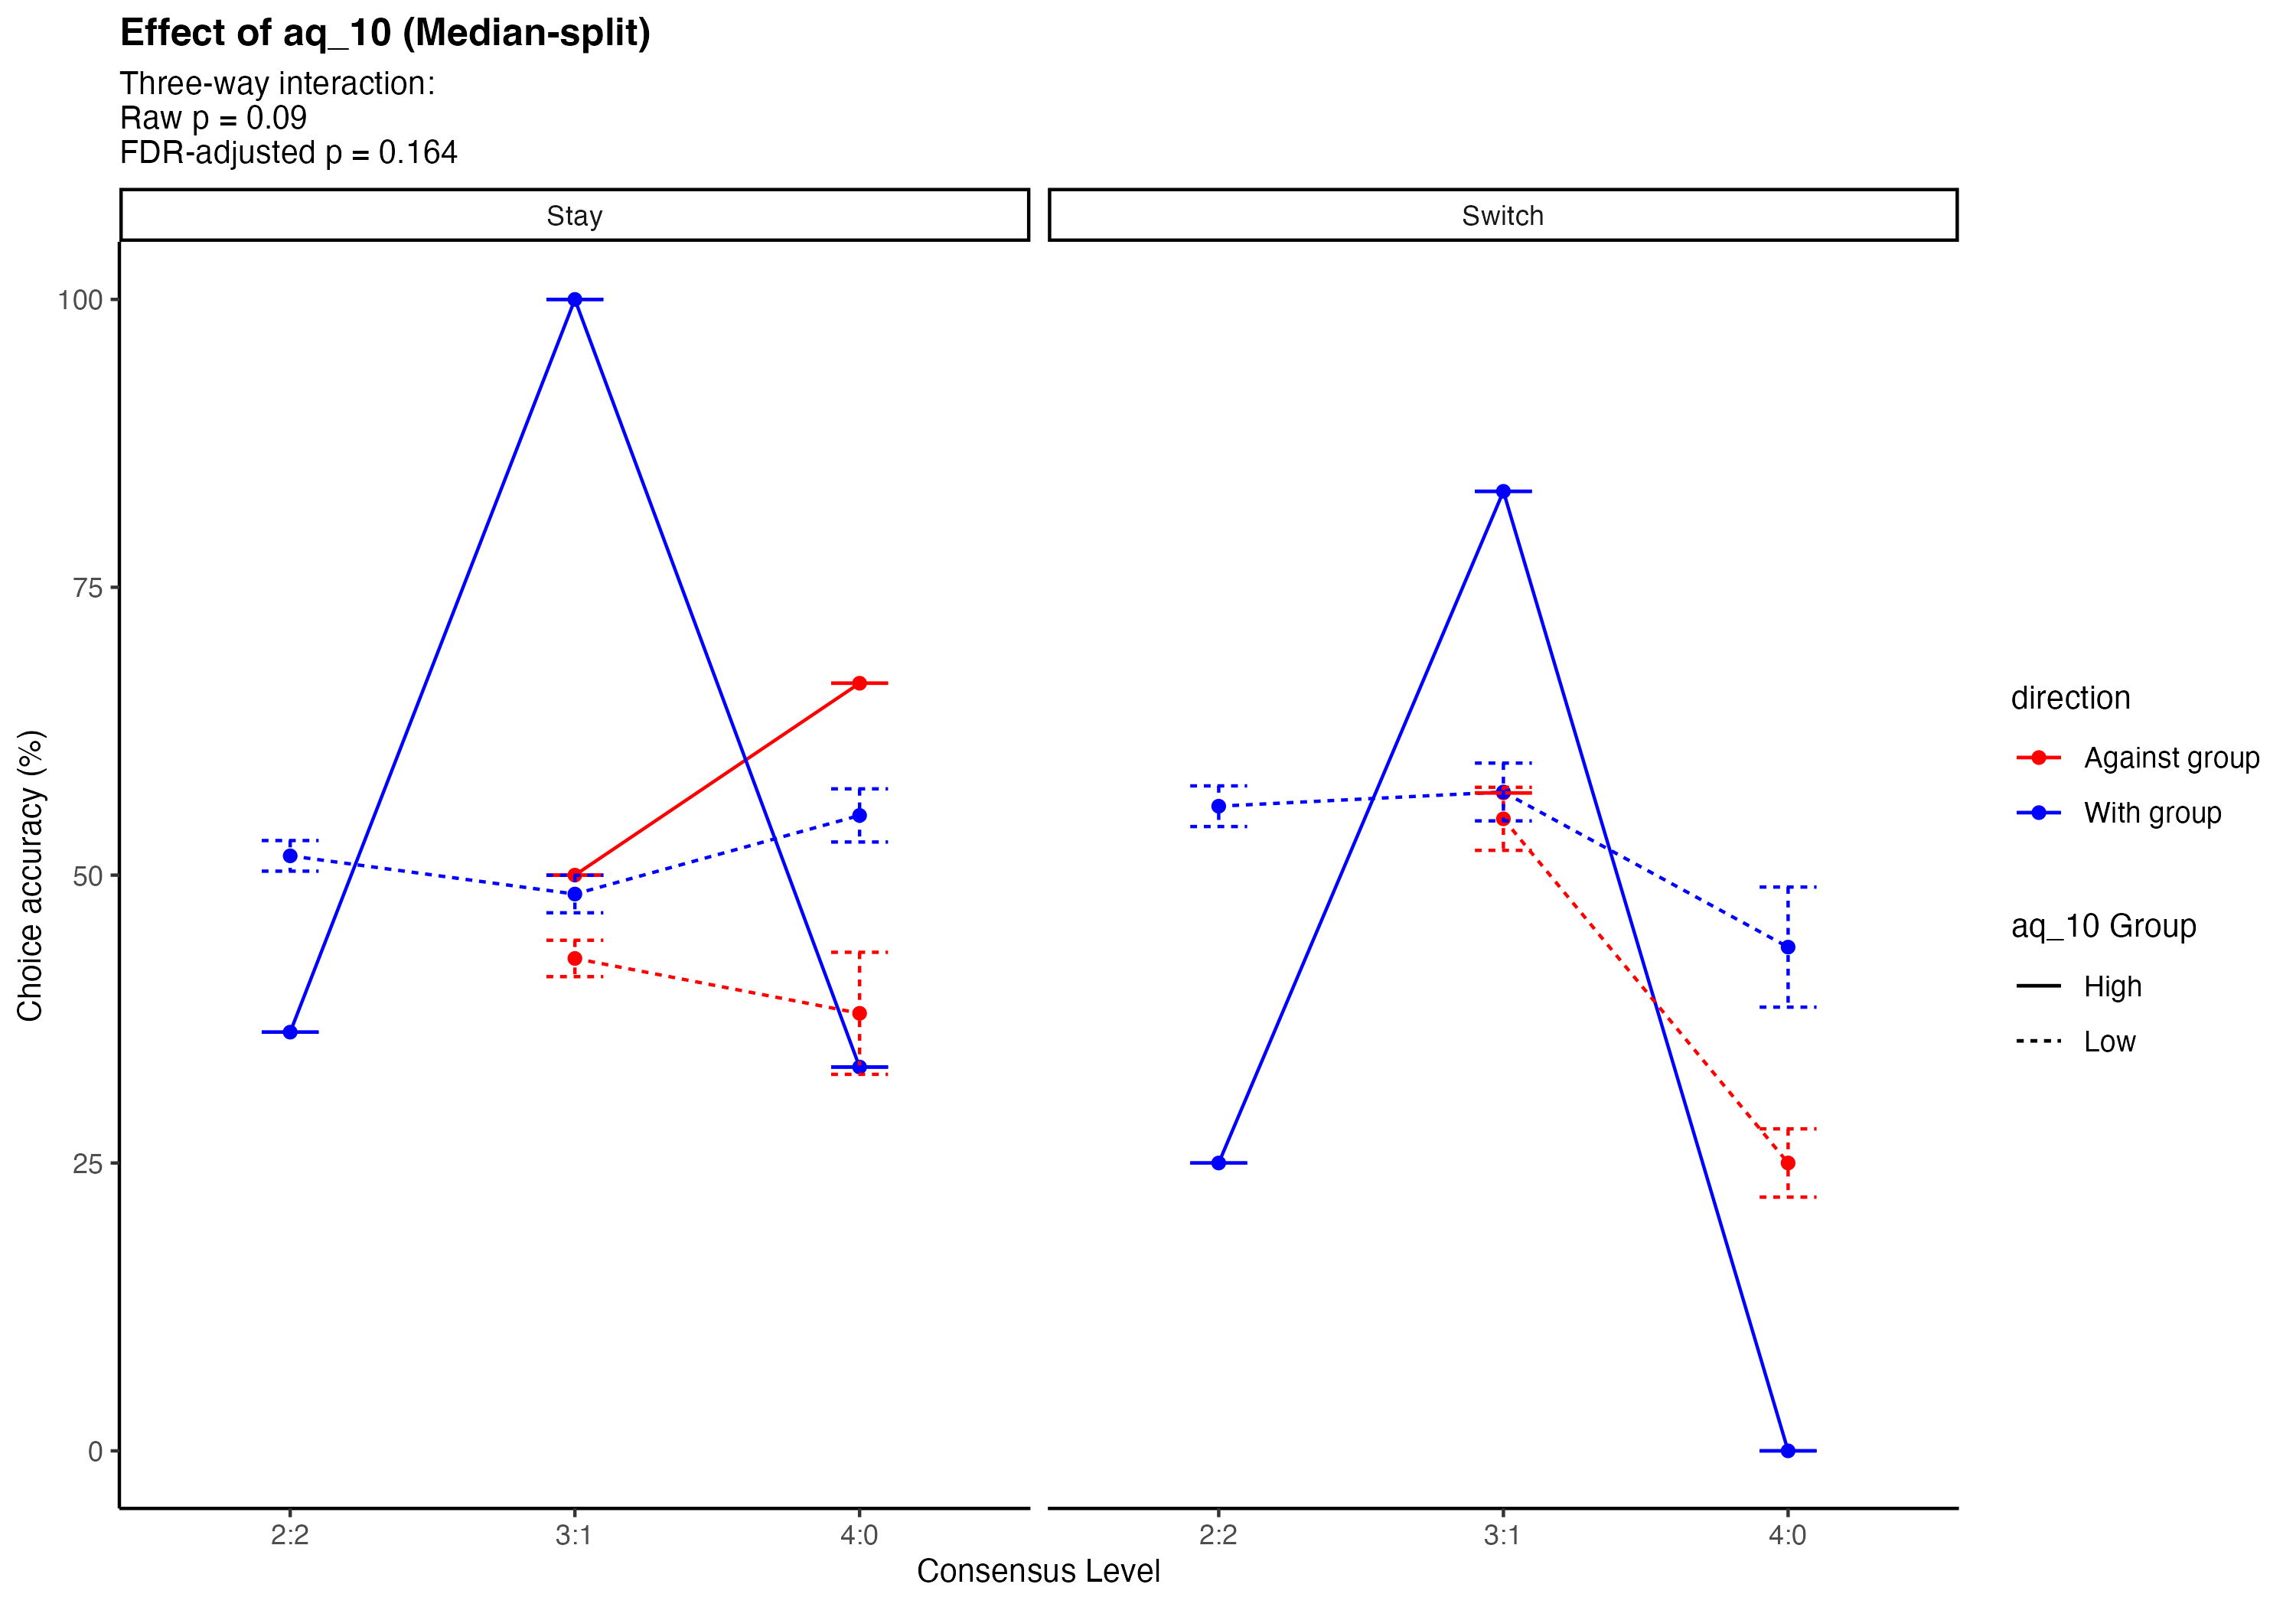 Effect of aq_10 (Median-split)
Three-way interaction:
Raw p = 0.09
FDR-adjusted p = 0.164
Stay
Switch
100
75
50
25
0
Choice accuracy (%)
2:2
3:1
4:0
2:2
3:1
4:0
Consensus Level
direction
Against group
With group
aq_10 Group
High
Low